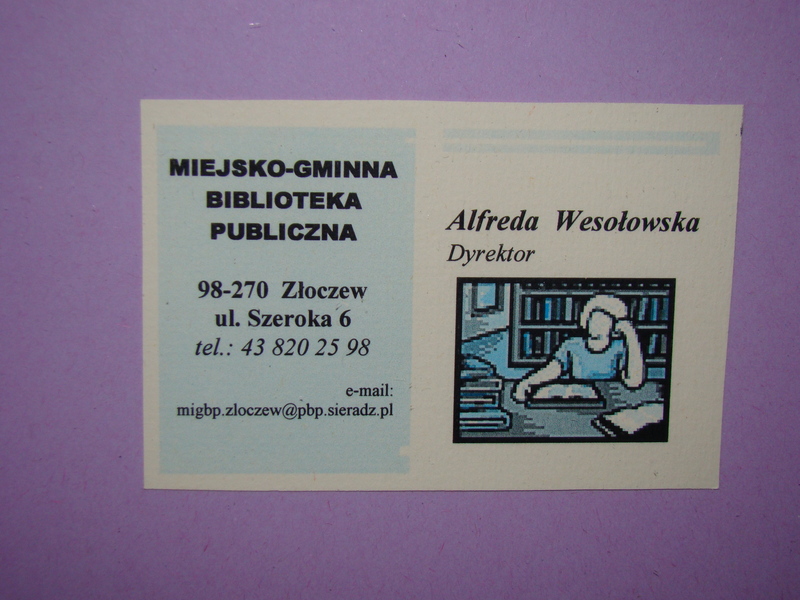 MIEJSKO-GMINNA
BIBLIOTEKA
PUBLICZNA
98-270 Złoczew
ul. Szeroka 6
tel.: 43 820 25 98
e-mail:
migbp.zloczew@pbp.sieradz.pl
Alfreda Wesołowska
Dyrektor